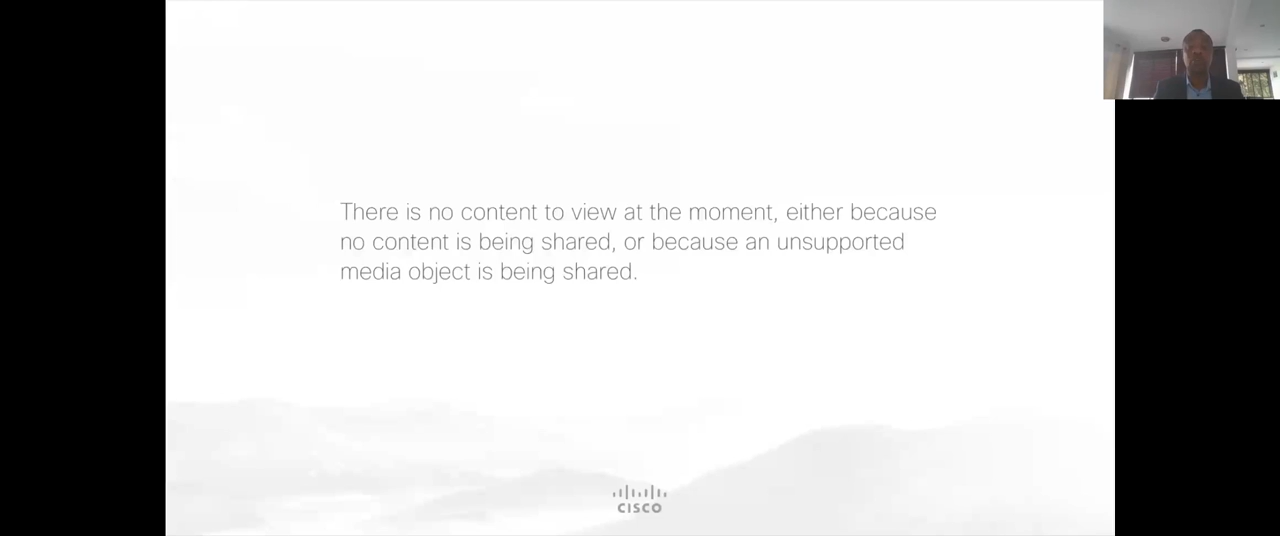 There is no content to view at the moment, either because
no content is being shared, or because an unsupported
media object is being shared.
CISCO